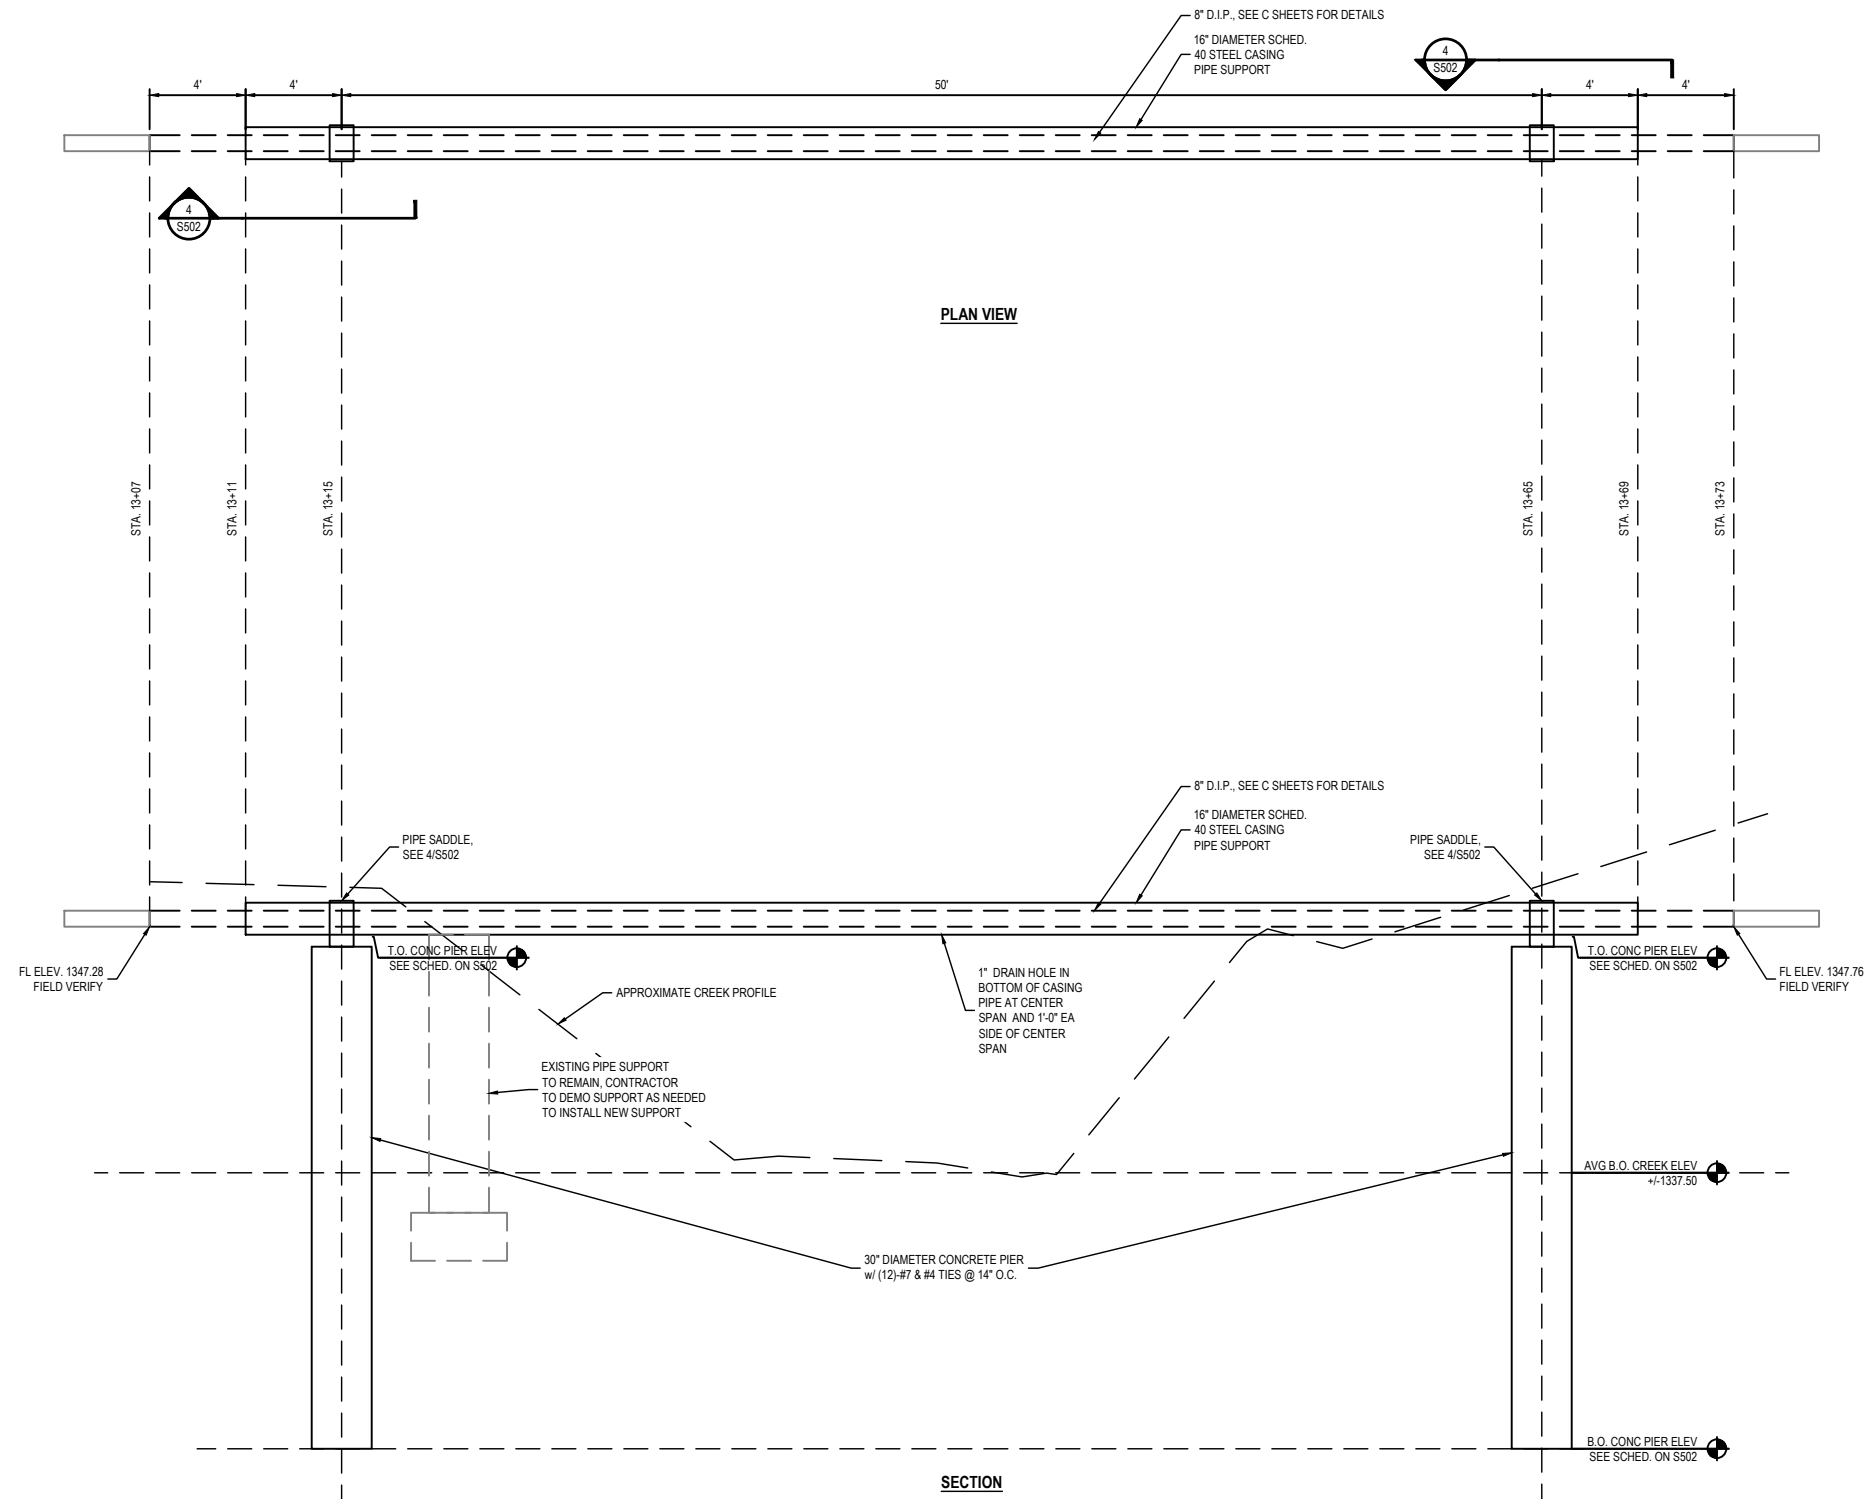 8" D.I.P., SEE C SHEETS FOR DETAILS
16" DIAMETER SCHED.
40 STEEL CASING
PIPE SUPPORT
4
S502
4'
4'
50'
4'
4'
4
S502
PLAN VIEW
STA. 13+07
STA. 13+11
STA. 13+15
STA. 13+65
STA. 13+69
STA. 13+73
8" D.I.P., SEE C SHEETS FOR DETAILS
16" DIAMETER SCHED.
40 STEEL CASING
PIPE SUPPORT
PIPE SADDLE,
SEE 4/S502
PIPE SADDLE,
SEE 4/S502
T.O. CONC PIER ELEV
SEE SCHED. ON S502
T.O. CONC PIER ELEV
SEE SCHED. ON S502
FL ELEV. 1347.28
FIELD VERIFY
FL ELEV. 1347.76
FIELD VERIFY
1" DRAIN HOLE IN
BOTTOM OF CASING
PIPE AT CENTER
SPAN AND 1'-0" EA
SIDE OF CENTER
SPAN
APPROXIMATE CREEK PROFILE
EXISTING PIPE SUPPORT
TO REMAIN, CONTRACTOR
TO DEMO SUPPORT AS NEEDED
TO INSTALL NEW SUPPORT
AVG B.O. CREEK ELEV
+/-1337.50
30" DIAMETER CONCRETE PIER
w/ (12)-#7 & #4 TIES @ 14" O.C.
B.O. CONC PIER ELEV
SEE SCHED. ON S502
SECTION